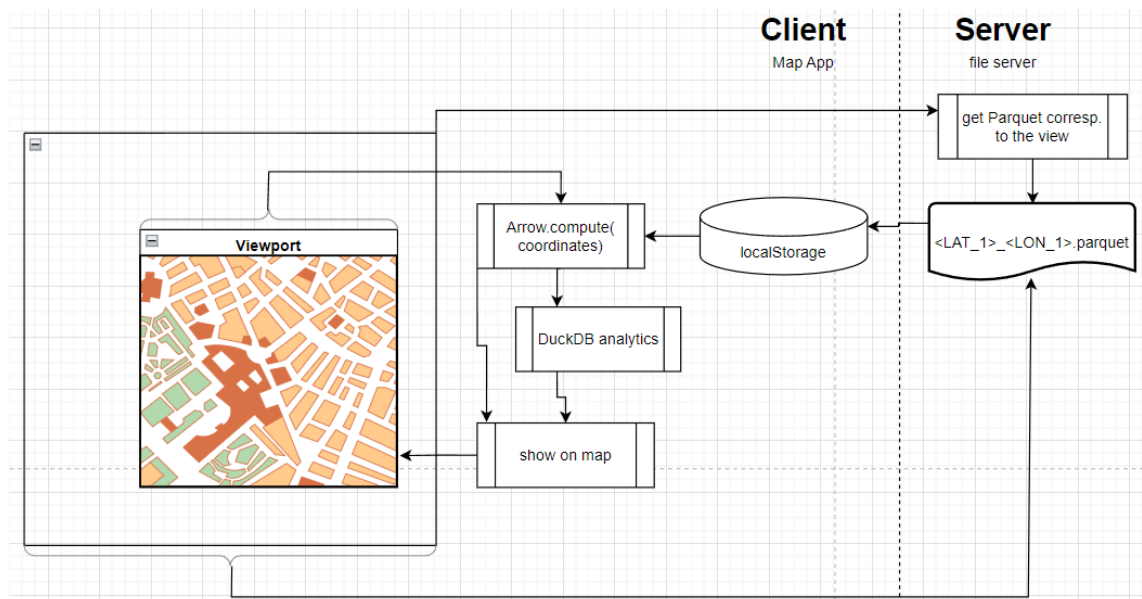 Client
Server
Map App
file server
get Parquet corresp.
to the view
Arrow.compute(
coordinates)
localStorage
<LAT_1>_<LON_1>.parquet
Viewport
DuckDB analytics
show on map